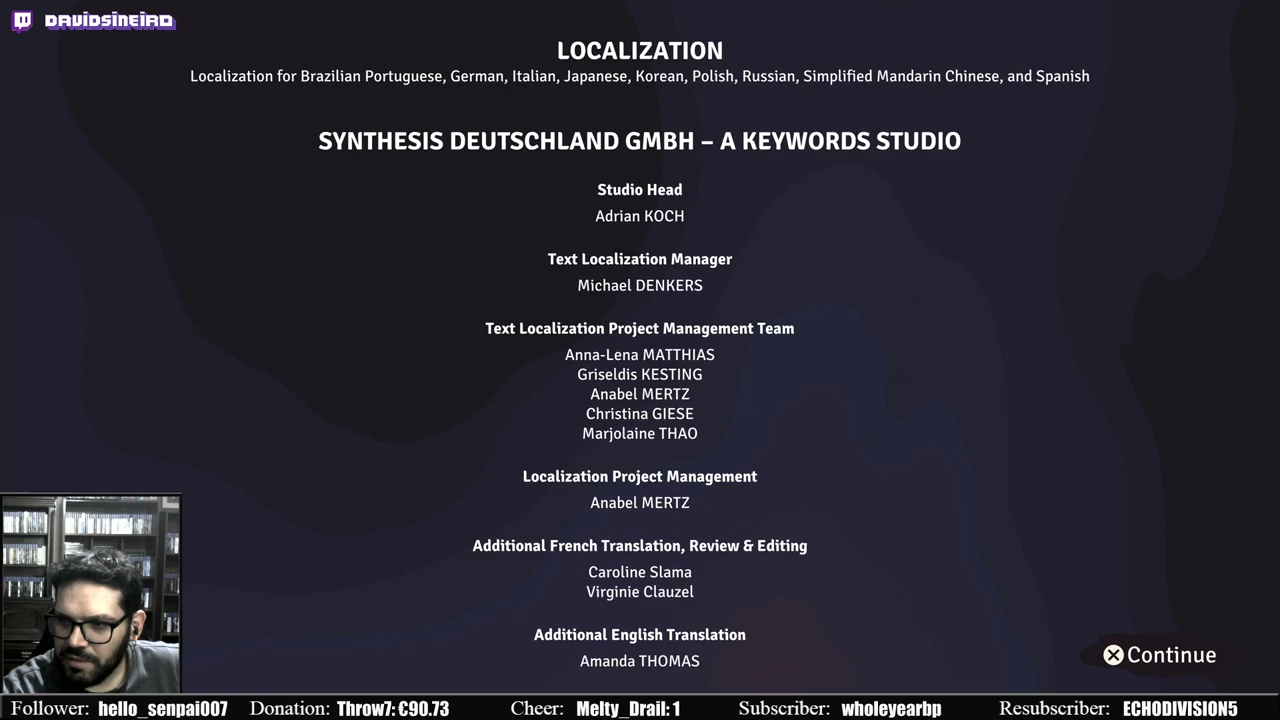 DAVIDSINEIRO
LOCALIZATION
Localization for Brazilian Portuguese, German, Italian, Japanese, Korean, Polish, Russian, Simplified Mandarin Chinese, and Spanish
SYNTHESIS DEUTSCHLAND GMBH – A KEYWORDS STUDIO
Studio Head
Adrian KOCH
Text Localization Manager
Michael DENKERS
Text Localization Project Management Team
Anna-Lena MATTHIAS
Griseldis KESTING
Anabel MERTZ
Christina GIESE
Marjolaine THAO
Localization Project Management
Anabel MERTZ
Additional French Translation, Review & Editing
Caroline Slama
Virginie Clauzel
Additional English Translation
Amanda THOMAS
Continue
Follower: hello_senpai007 Donation: Throw7: €90.73 Cheer: Melty_Drail: 1 Subscriber: wholeyearbp Resubscriber: ECHODIVISION5